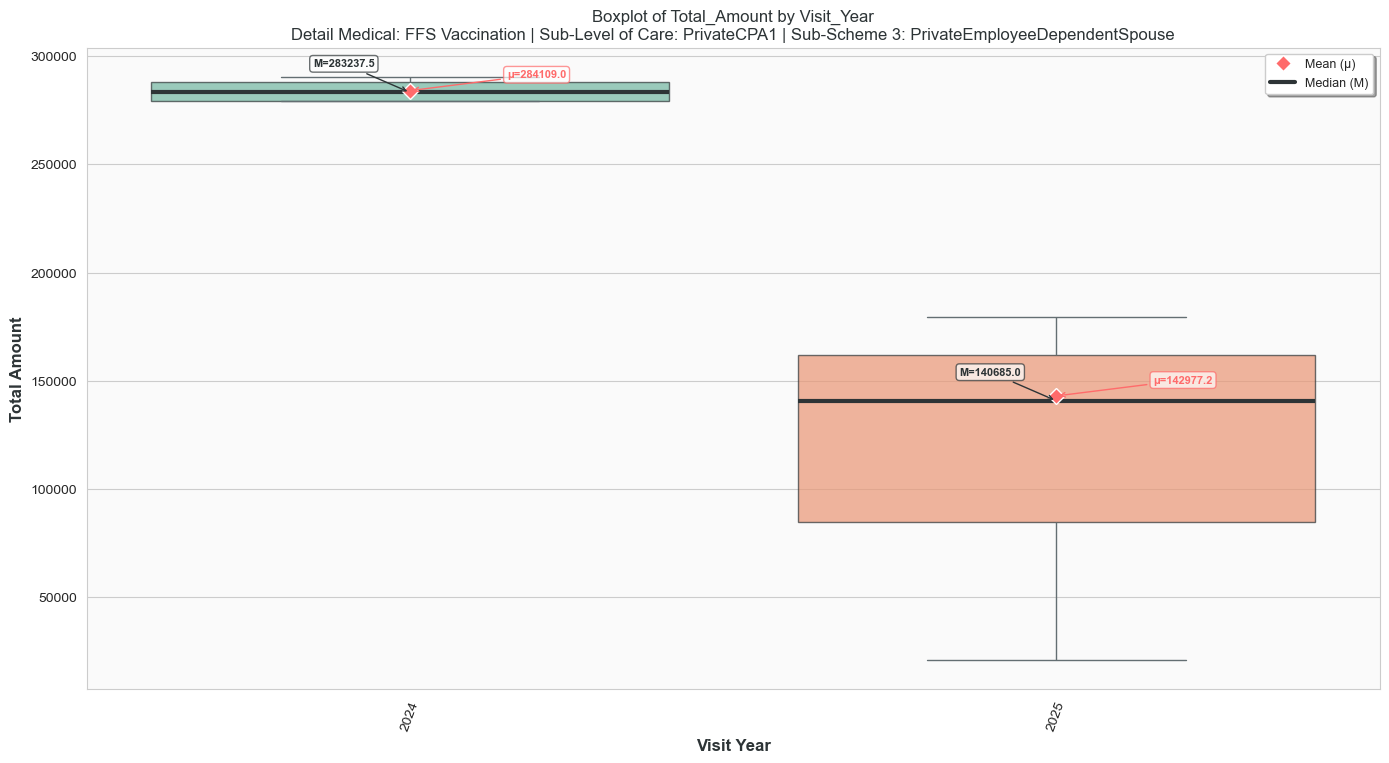 Boxplot of Total_Amount by Visit_Year
Detail Medical: FFS Vaccination | Sub-Level of Care: PrivateCPA1 | Sub-Scheme 3: PrivateEmployeeDependentSpouse
Mean (μ)
Median (M)
M=283237.5
μ=284109.0
M=140685.0
μ=142977.2
300000
250000
200000
150000
100000
50000
Total Amount
2024
2025
Visit Year